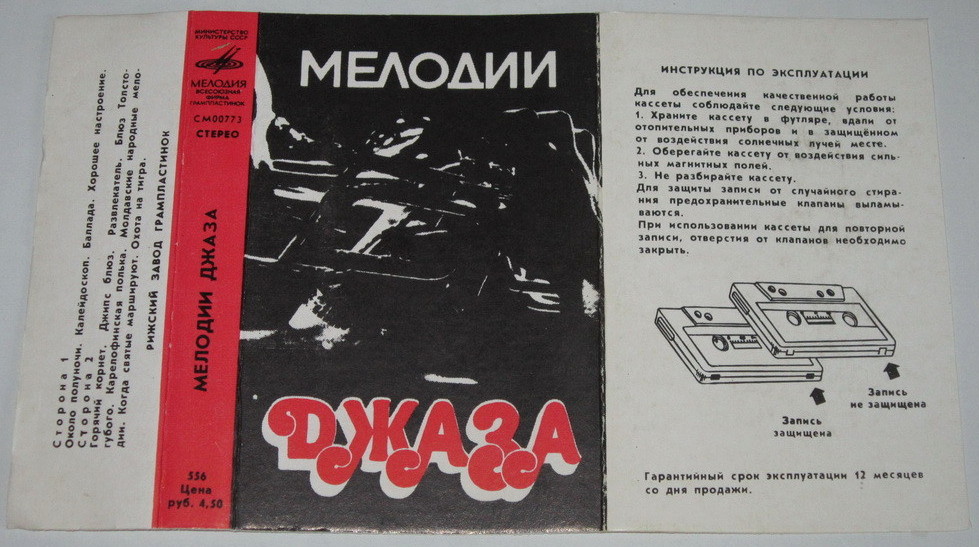 Сторона 1
Около полуночи. Калейдоскоп. Баллада. Хорошее настроение.
Сторона 2
Горячий корнет. Джипс блюз. Развлекатель. Блюз Толсто-
губого. Карелофинская полька. Молдавские народные мело-
дии. Когда святые маршируют. Охота на тигра.
РИЖСКИЙ ЗАВОД ГРАМПЛАСТИНОК
МИНИСТЕРСТВО
КУЛЬТУРЫ СССР
МЕЛОДИЯ
ВСЕСОЮЗНАЯ
ФИРМА
ГРАМПЛАСТИНОК
СМ00773
СТЕРЕО
МЕЛОДИИ ДЖАЗА
556
Цена
руб. 4,50
МЕЛОДИИ
ДЖАЗА
ИНСТРУКЦИЯ ПО ЭКСПЛУАТАЦИИ
Для обеспечения качественной работы
кассеты соблюдайте следующие условия:
1. Храните кассету в футляре, вдали от
отопительных приборов и в защищённом
от воздействия солнечных лучей месте.
2. Оберегайте кассету от воздействия силь-
ных магнитных полей.
3. Не разбирайте кассету.
Для защиты записи от случайного стира-
ния предохранительные клапаны выламы-
ваются.
При использовании кассеты для повторной
записи, отверстия от клапанов необходимо
закрыть.
Запись
не защищена
Запись
защищена
Гарантийный срок эксплуатации 12 месяцев
со дня продажи.